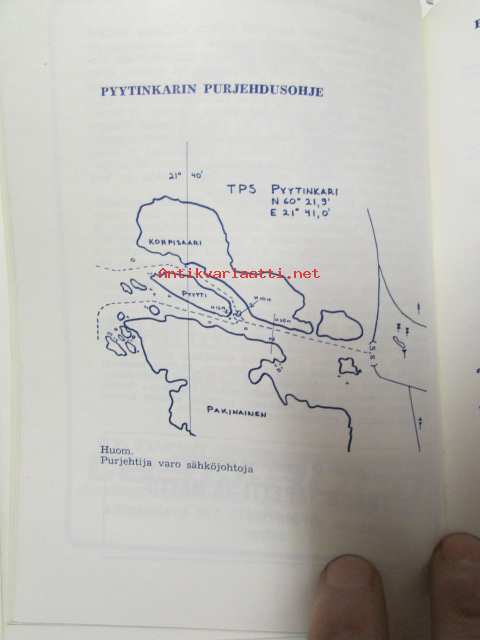 PYYTINKARIN PURJEHDUSOHJE
21° 40'
TPS PYYTINKARI
N 60° 21,9'
E 21° 41,0'
KORPISAARI
Antikvariaatti.net
PYYTTI
PAKINAINEN
Huom.
Purjehtija varo sähköjohtoja